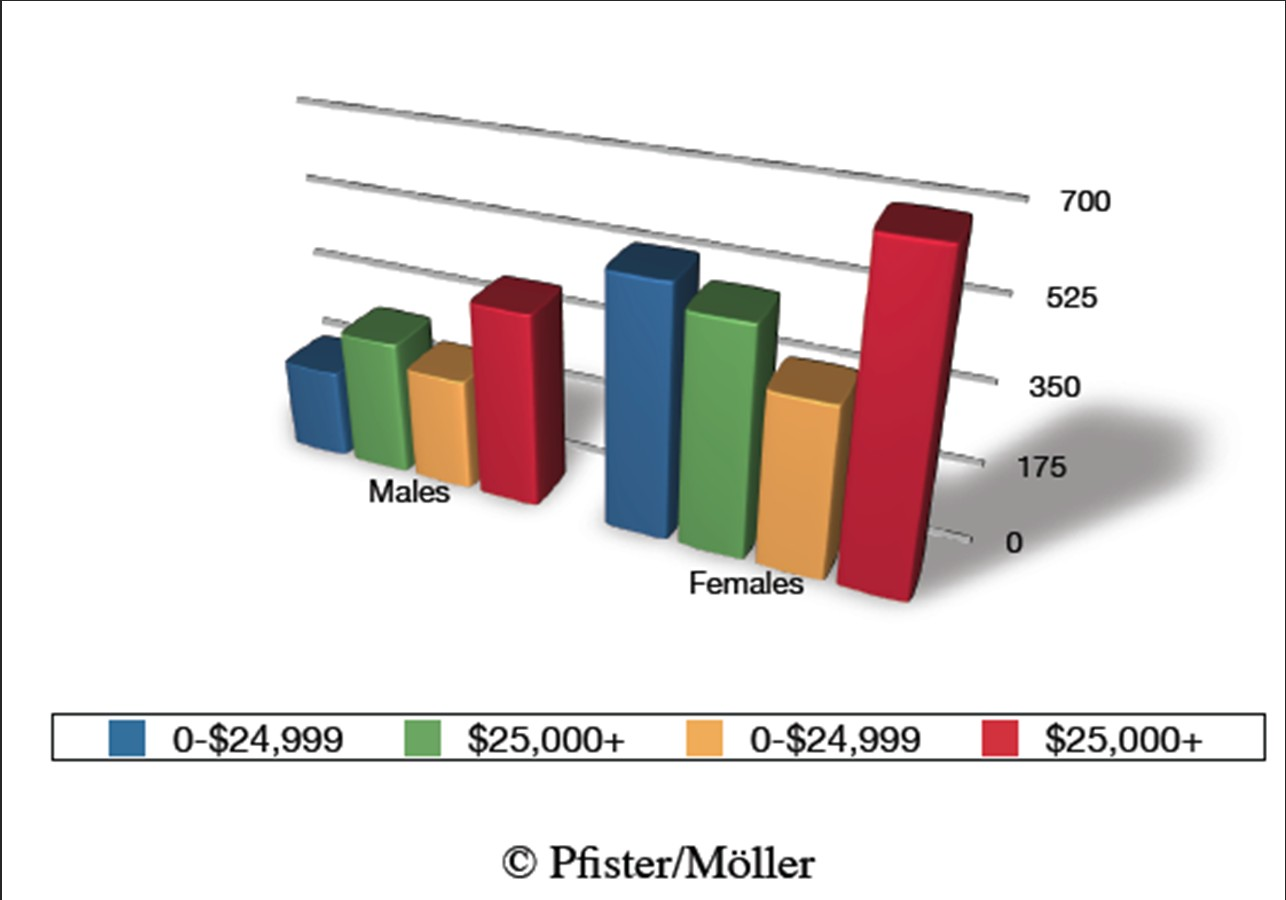 700
525
350
175
0
Males
Females
0-$24,999 $25,000+ 0-$24,999 $25,000+
© Pfister/Möller